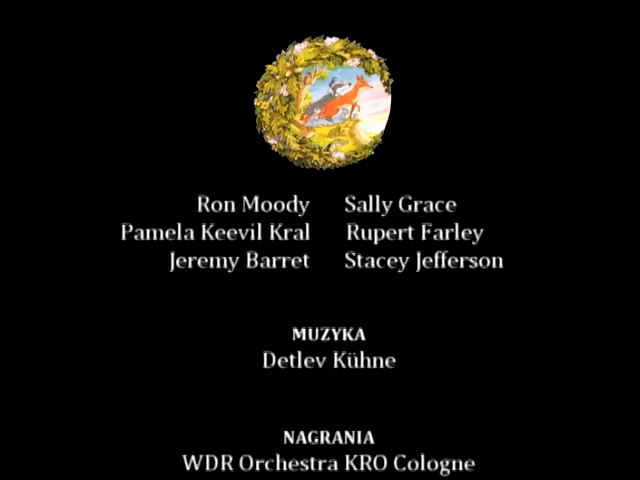 Ron Moody Sally Grace
Pamela Keevil Kral Rupert Farley
Jeremy Barret Stacey Jefferson
MUZYKA
Detlev Kühne
NAGRANIA
WDR Orchestra KRO Cologne